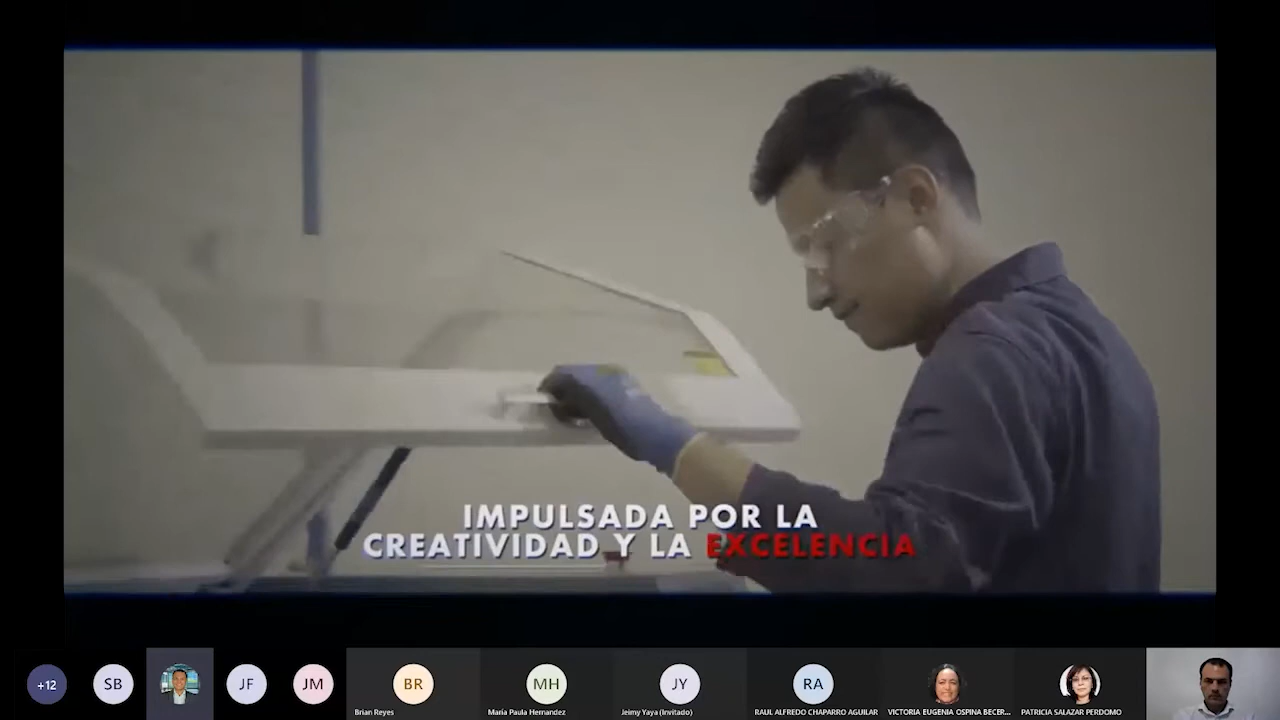 IMPULSADA POR LA
CREATIVIDAD Y LA EXCELENCIA
+12
SB
JF
JM
BR
Brian Reyes
MH
Maria Paula Hernandez
JY
Jeimy Yaya (Invitado)
RA
RAUL ALFREDO CHAPARRO AGUILAR
VICTORIA EUGENIA OSPINA BECER...
PATRICIA SALAZAR PERDOMO